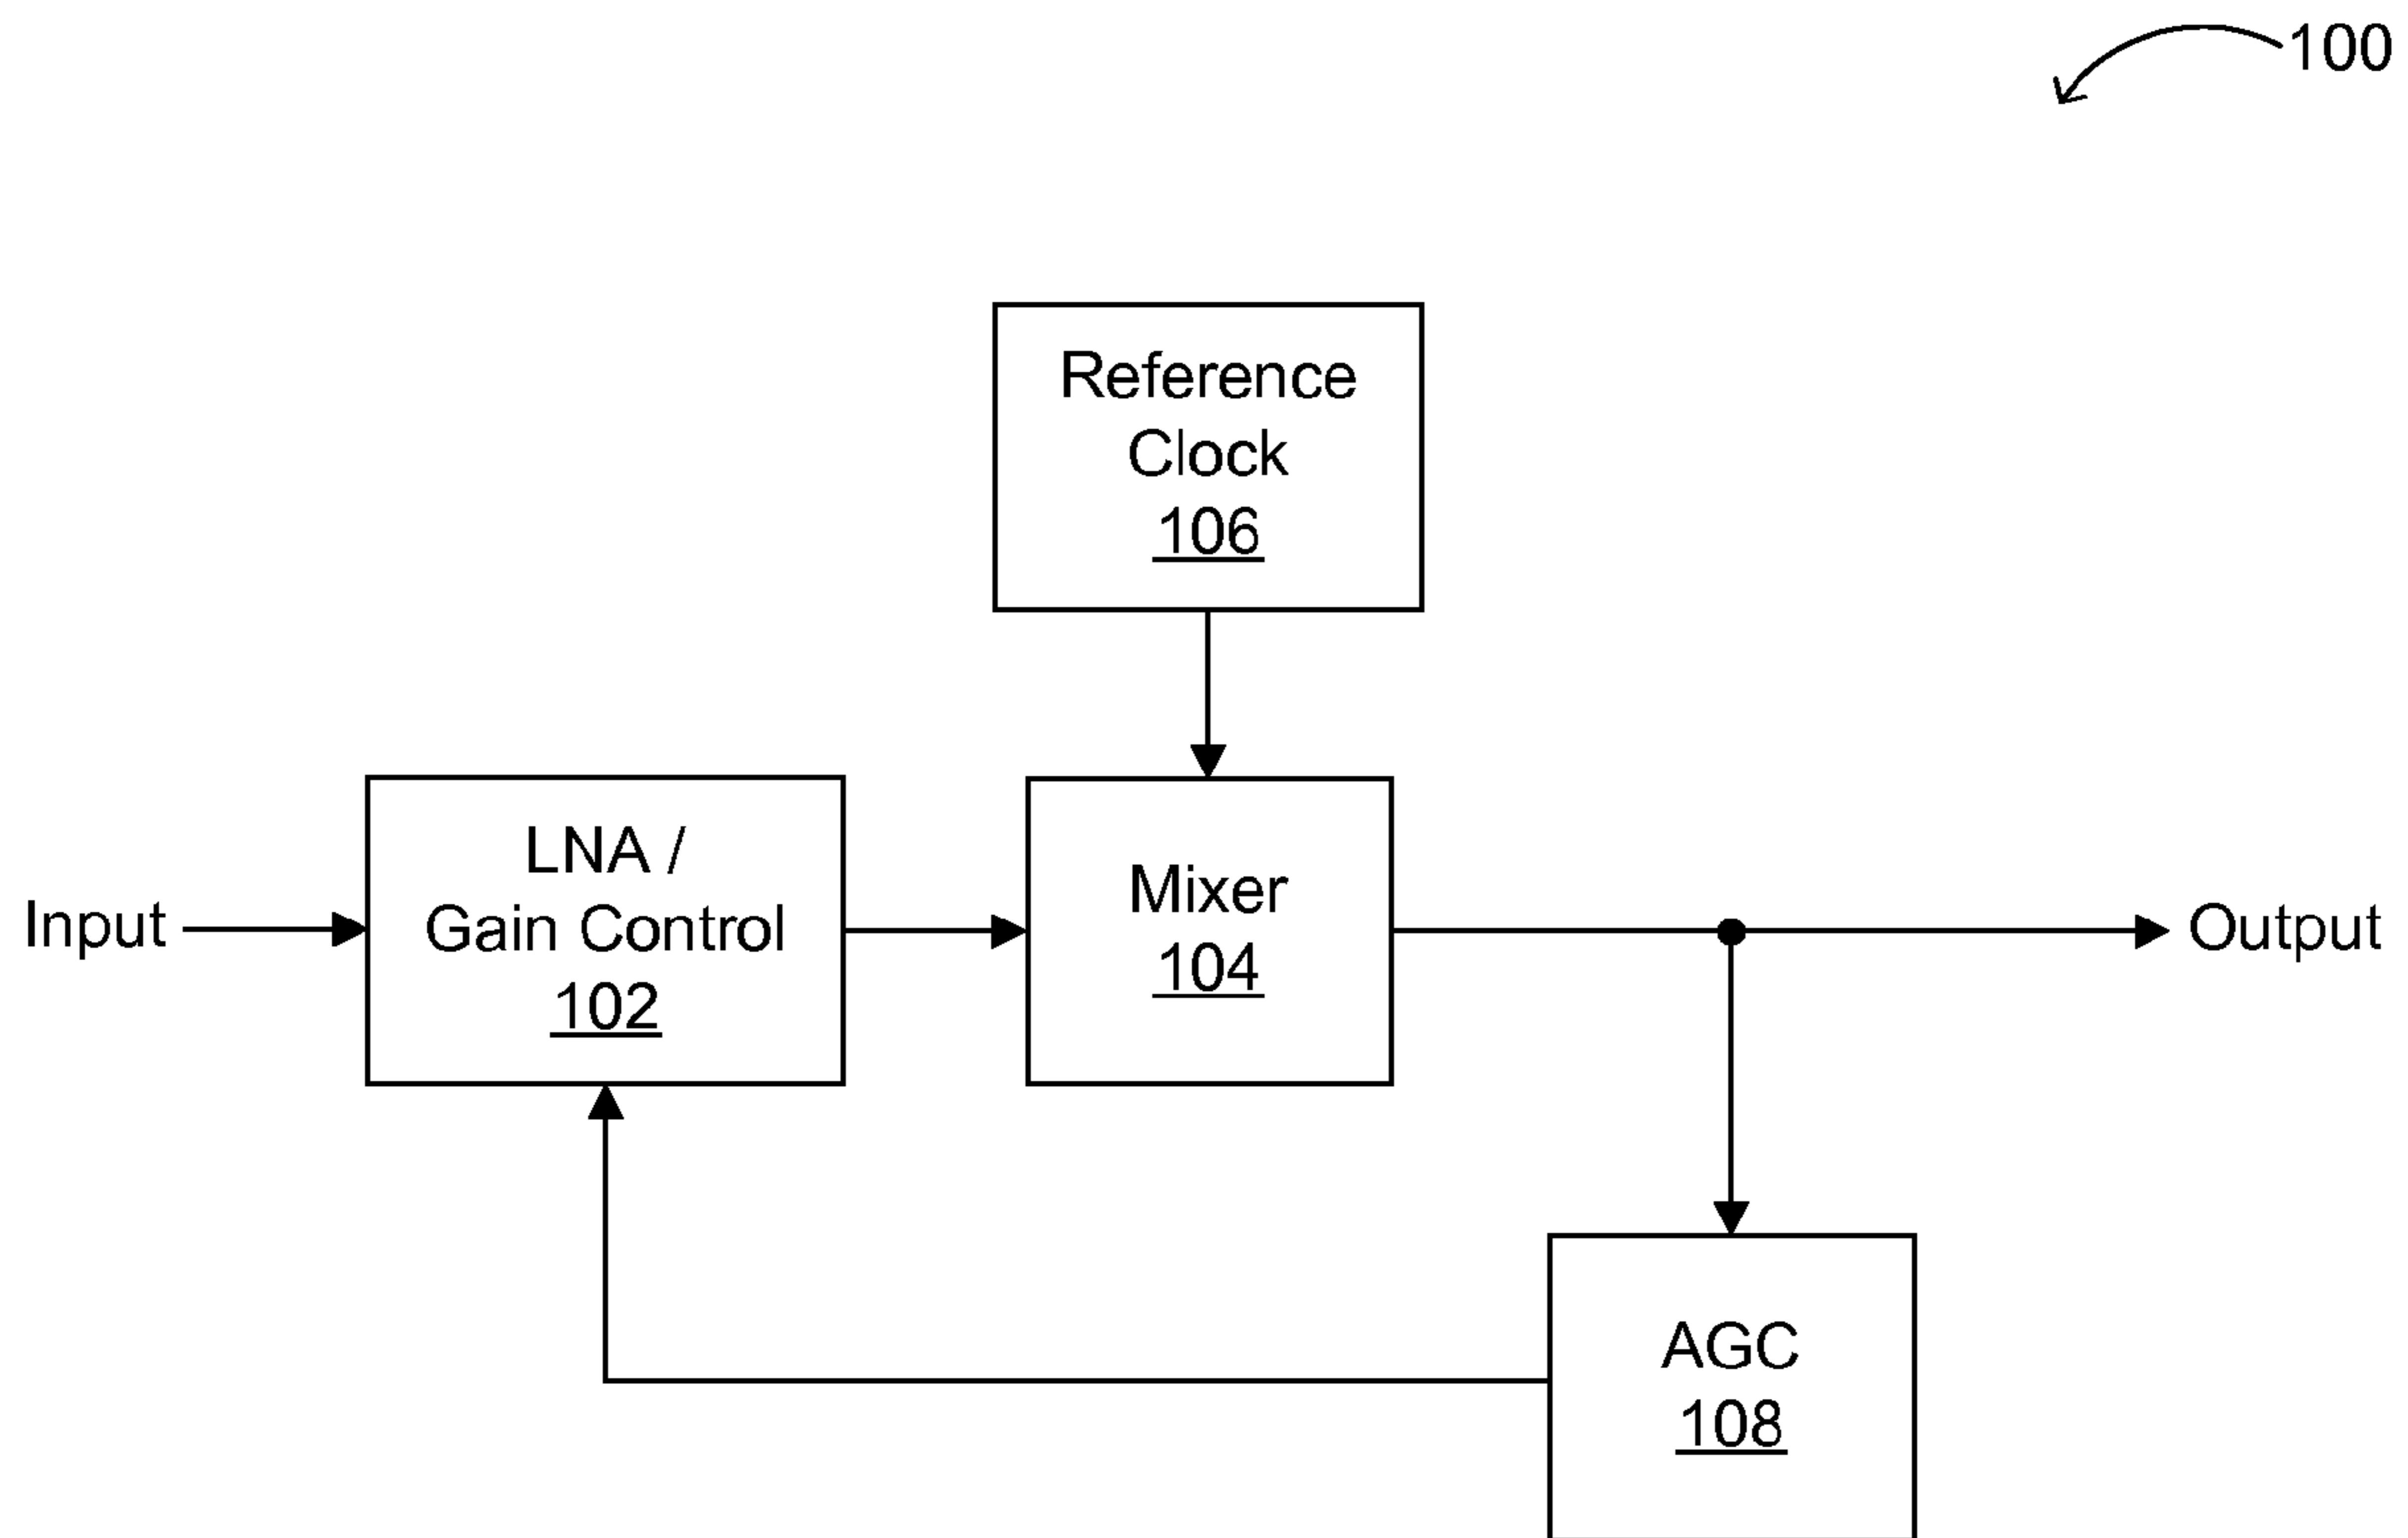 100
Reference
Clock
106
LNA /
Gain Control
102
Mixer
104
Input
Output
AGC
108